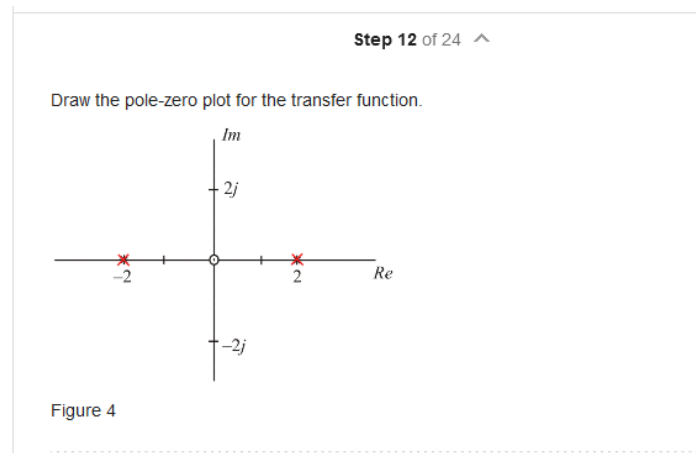 Step 12 of 24
Draw the pole-zero plot for the transfer function.
Im
2j
–2
2
Re
–2j
Figure 4